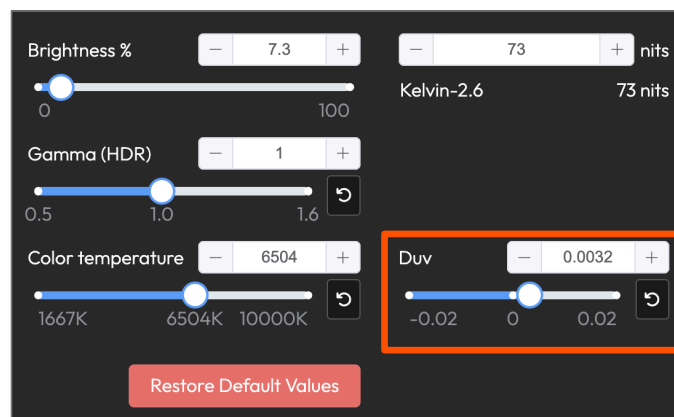 Brightness % − 7.3 + − 73 + nits
0 100 Kelvin-2.6 73 nits
Gamma (HDR) − 1 +
0.5 1.0 1.6
Color temperature − 6504 + Duv − 0.0032 +
1667K 6504K 10000K -0.02 0 0.02
Restore Default Values